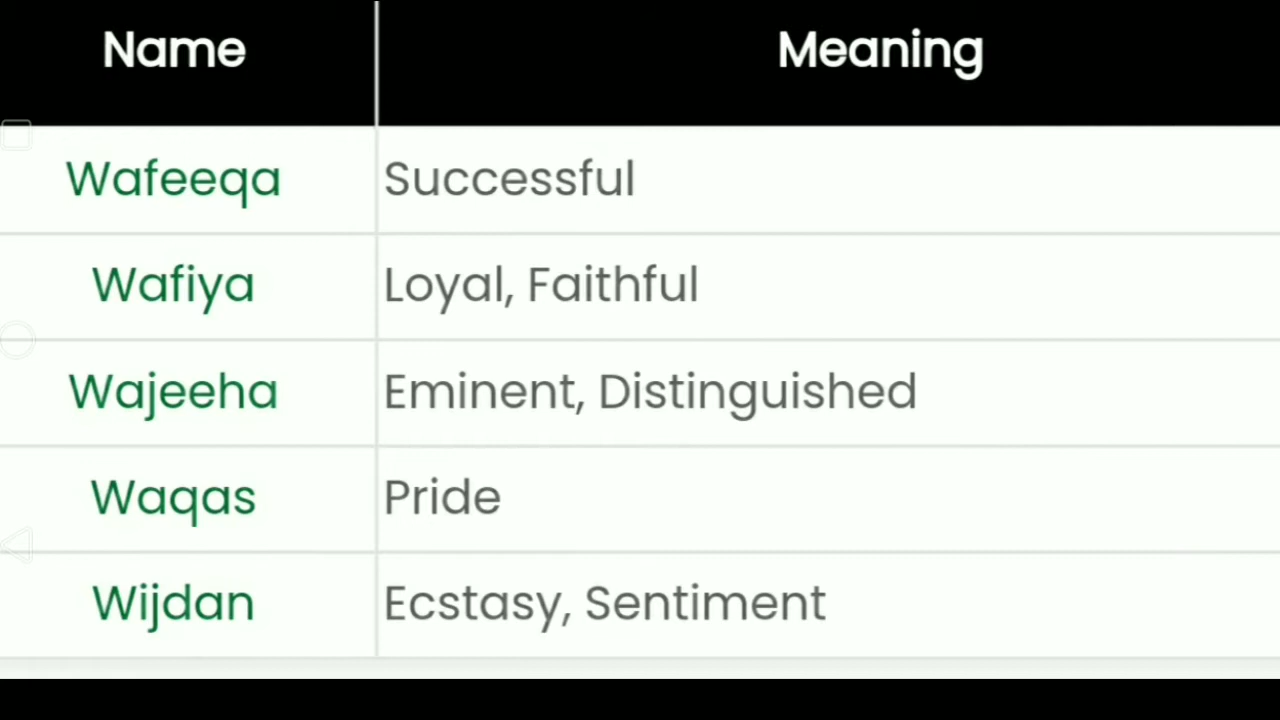 Name Meaning
Wafeeqa Successful
Wafiya Loyal, Faithful
Wajeeha Eminent, Distinguished
Waqas Pride
Wijdan Ecstasy, Sentiment